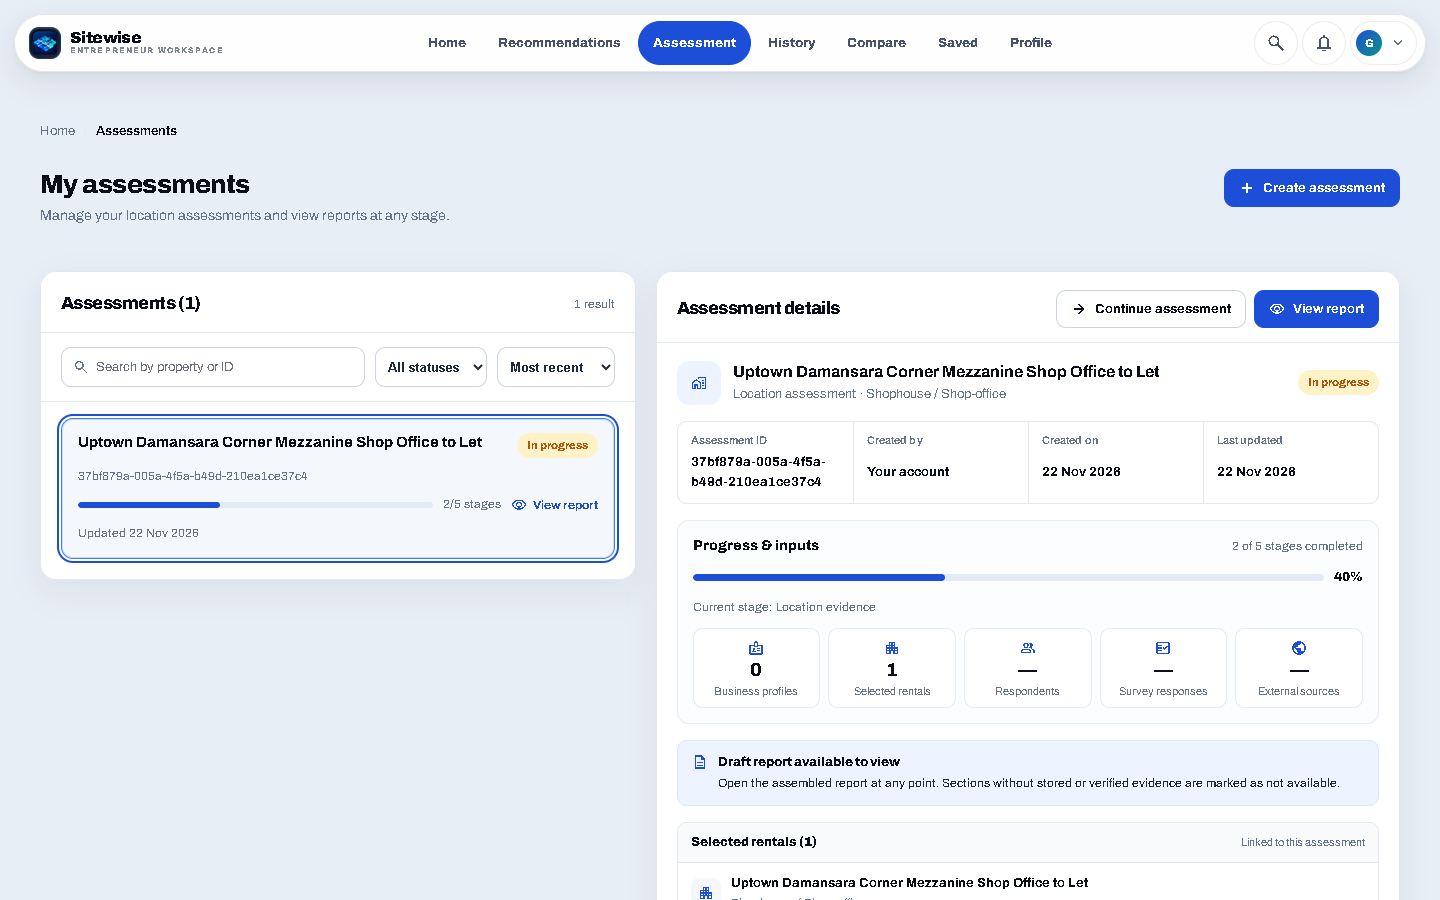 Sitewise
ENTREPRENEUR WORKSPACE
Home
Recommendations
Assessment
History
Compare
Saved
Profile
G
Home
Assessments
My assessments
Manage your location assessments and view reports at any stage.
Create assessment
Assessments (1)
1 result
Search by property or ID
All statuses
Most recent
Uptown Damansara Corner Mezzanine Shop Office to Let
In progress
37bf879a-005a-4f5a-b49d-210ea1ce37c4
2/5 stages
View report
Updated 22 Nov 2026
Assessment details
Continue assessment
View report
Uptown Damansara Corner Mezzanine Shop Office to Let
Location assessment · Shophouse / Shop-office
In progress
Assessment ID
37bf879a-005a-4f5a-
b49d-210ea1ce37c4
Created by
Your account
Created on
22 Nov 2026
Last updated
22 Nov 2026
Progress & inputs
2 of 5 stages completed
40%
Current stage: Location evidence
0
Business profiles
1
Selected rentals
—
Respondents
—
Survey responses
—
External sources
Draft report available to view
Open the assembled report at any point. Sections without stored or verified evidence are marked as not available.
Selected rentals (1)
Linked to this assessment
Uptown Damansara Corner Mezzanine Shop Office to Let